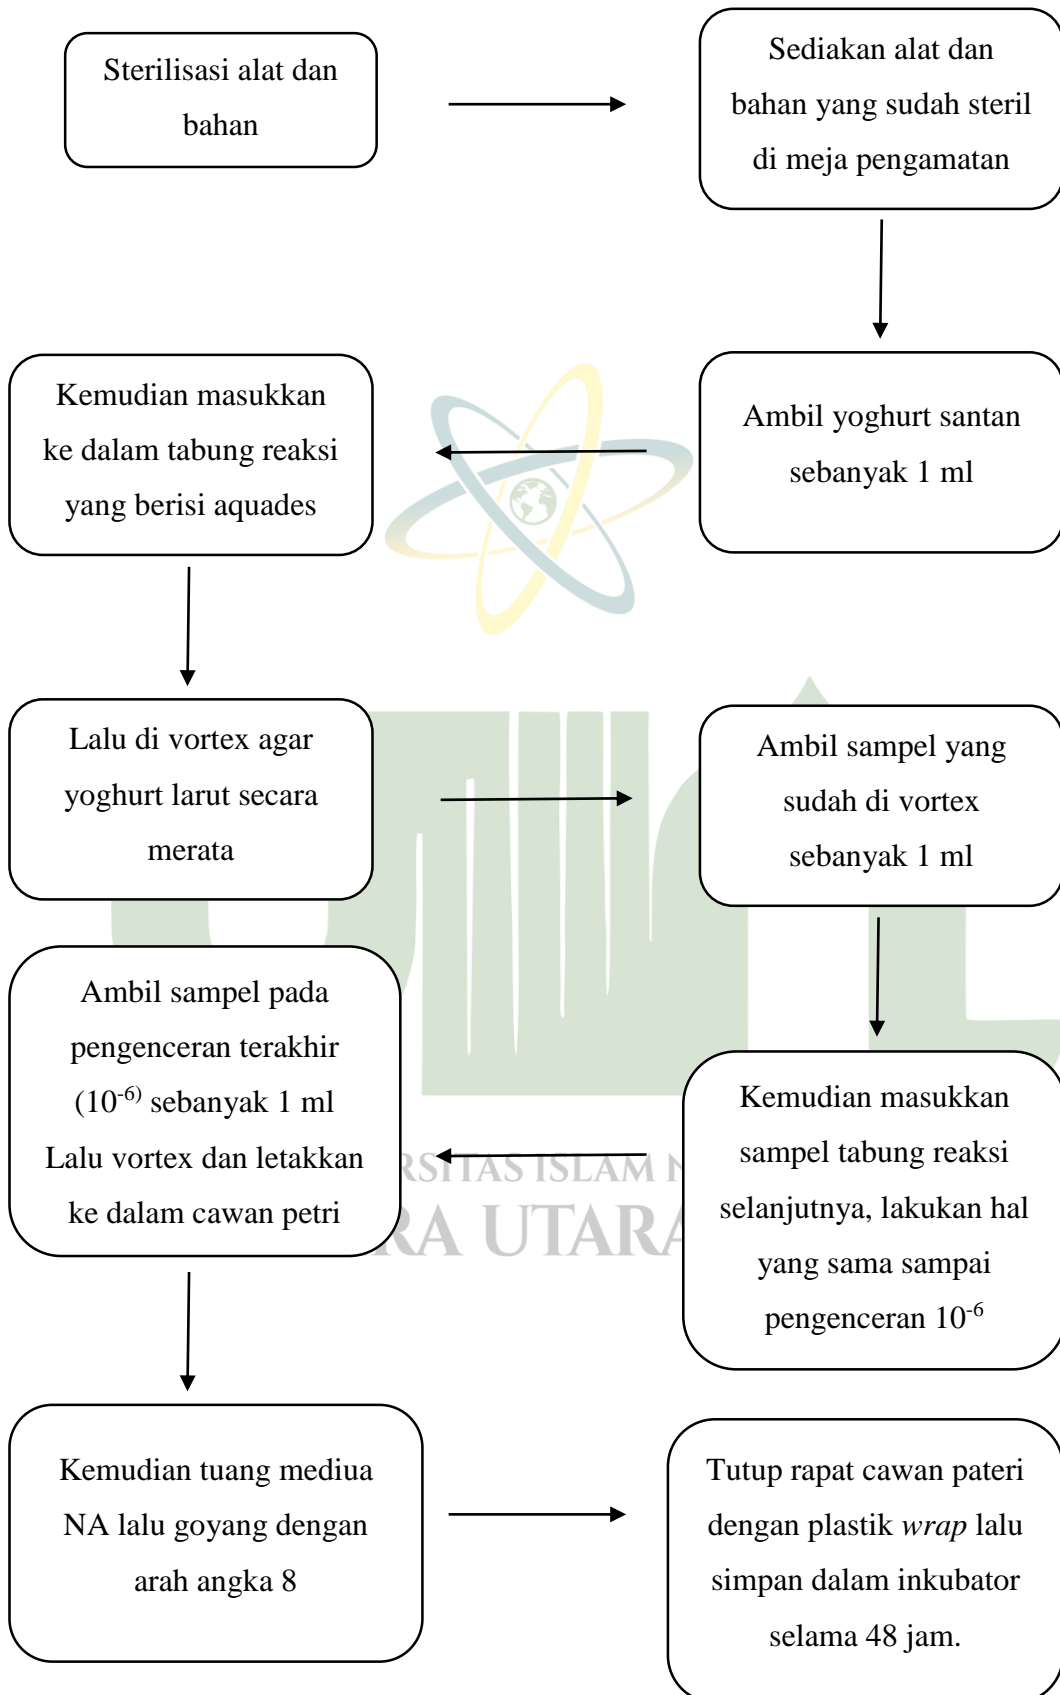 Sterilisasi alat dan
bahan
Sediakan alat dan
bahan yang sudah steril
di meja pengamatan
Ambil yoghurt santan
sebanyak 1 ml
Kemudian masukkan
ke dalam tabung reaksi
yang berisi aquades
Lalu di vortex agar
yoghurt larut secara
merata
Ambil sampel yang
sudah di vortex
sebanyak 1 ml
Kemudian masukkan
sampel tabung reaksi
selanjutnya, lakukan hal
yang sama sampai
pengenceran 10⁻⁶
Ambil sampel pada
pengenceran terakhir
(10⁻⁶⁾ sebanyak 1 ml
Lalu vortex dan letakkan
ke dalam cawan petri
Kemudian tuang mediua
NA lalu goyang dengan
arah angka 8
Tutup rapat cawan pateri
dengan plastik wrap lalu
simpan dalam inkubator
selama 48 jam.
RSITAS ISLAM N
RA UTARA